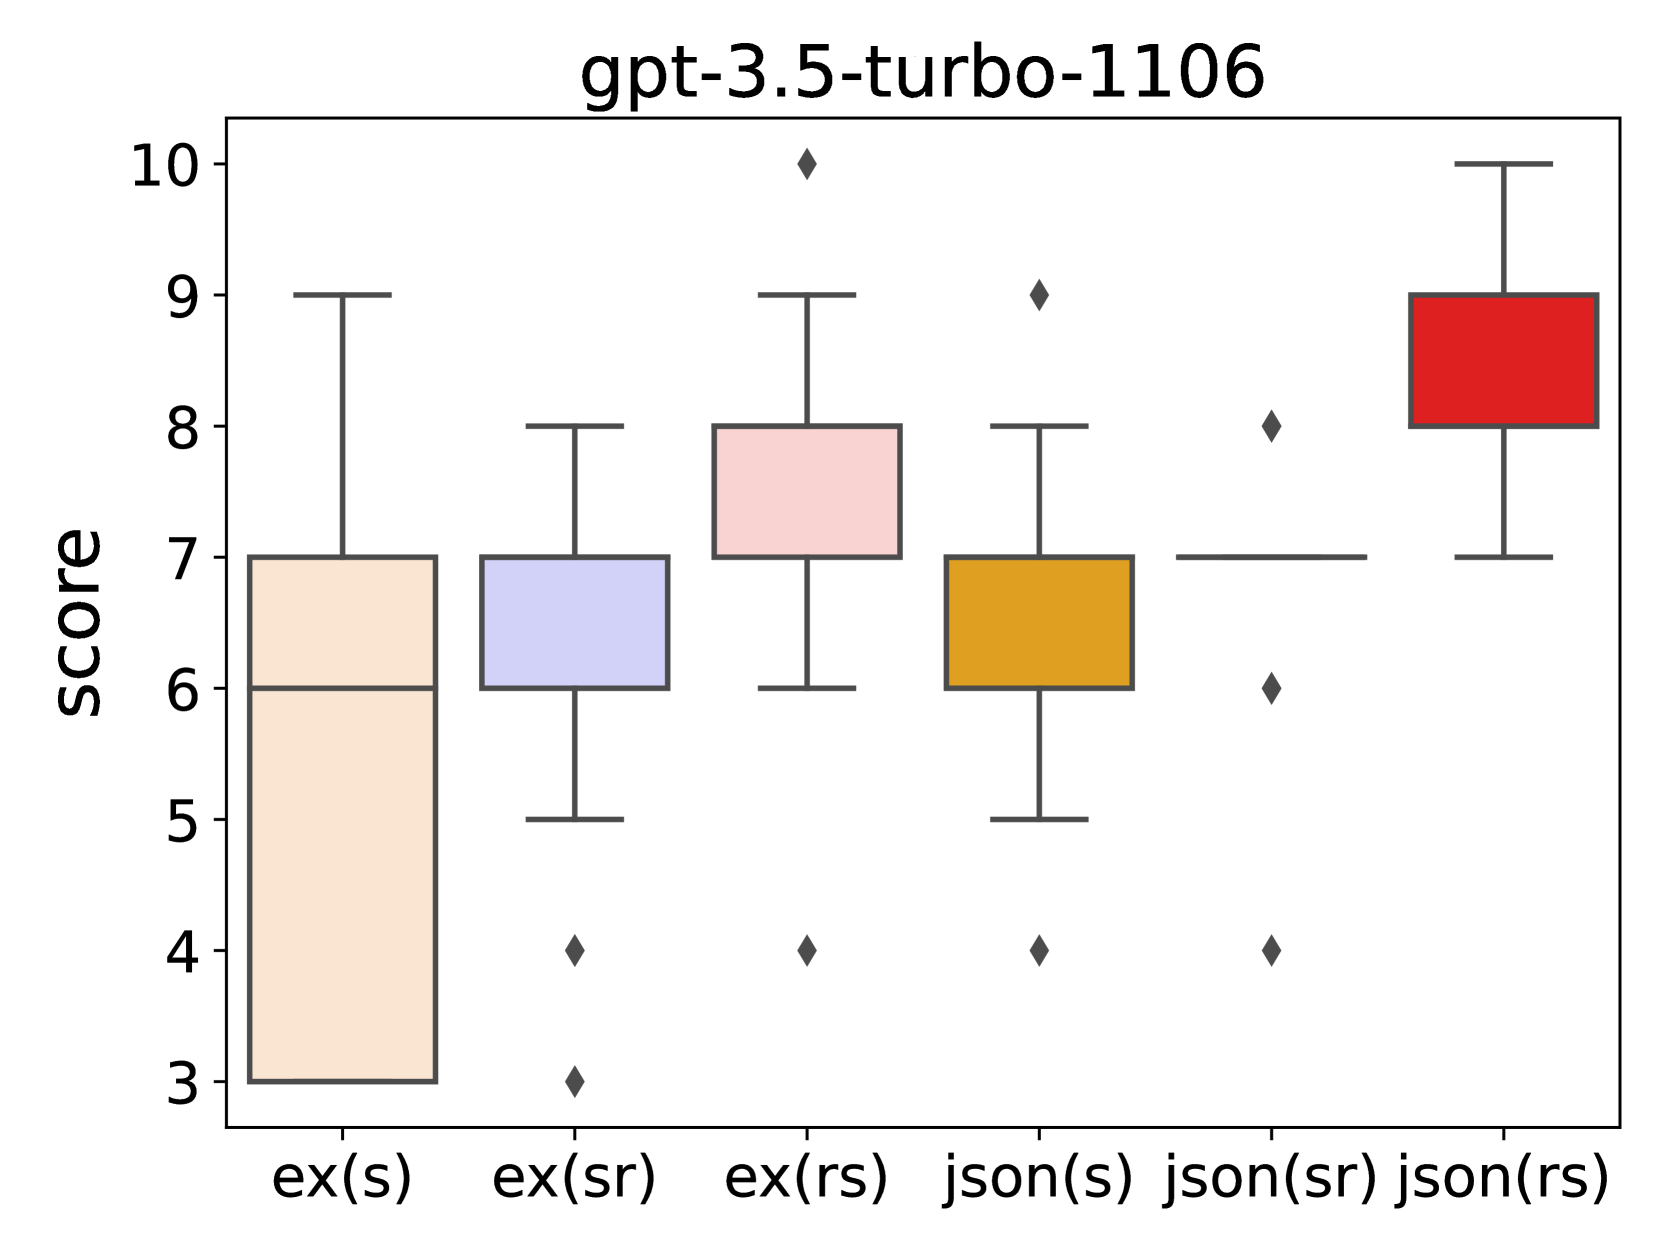 gpt-3.5-turbo-1106
score
10
9
8
7
6
5
4
3
ex(s) ex(sr) ex(rs) json(s) json(sr) json(rs)